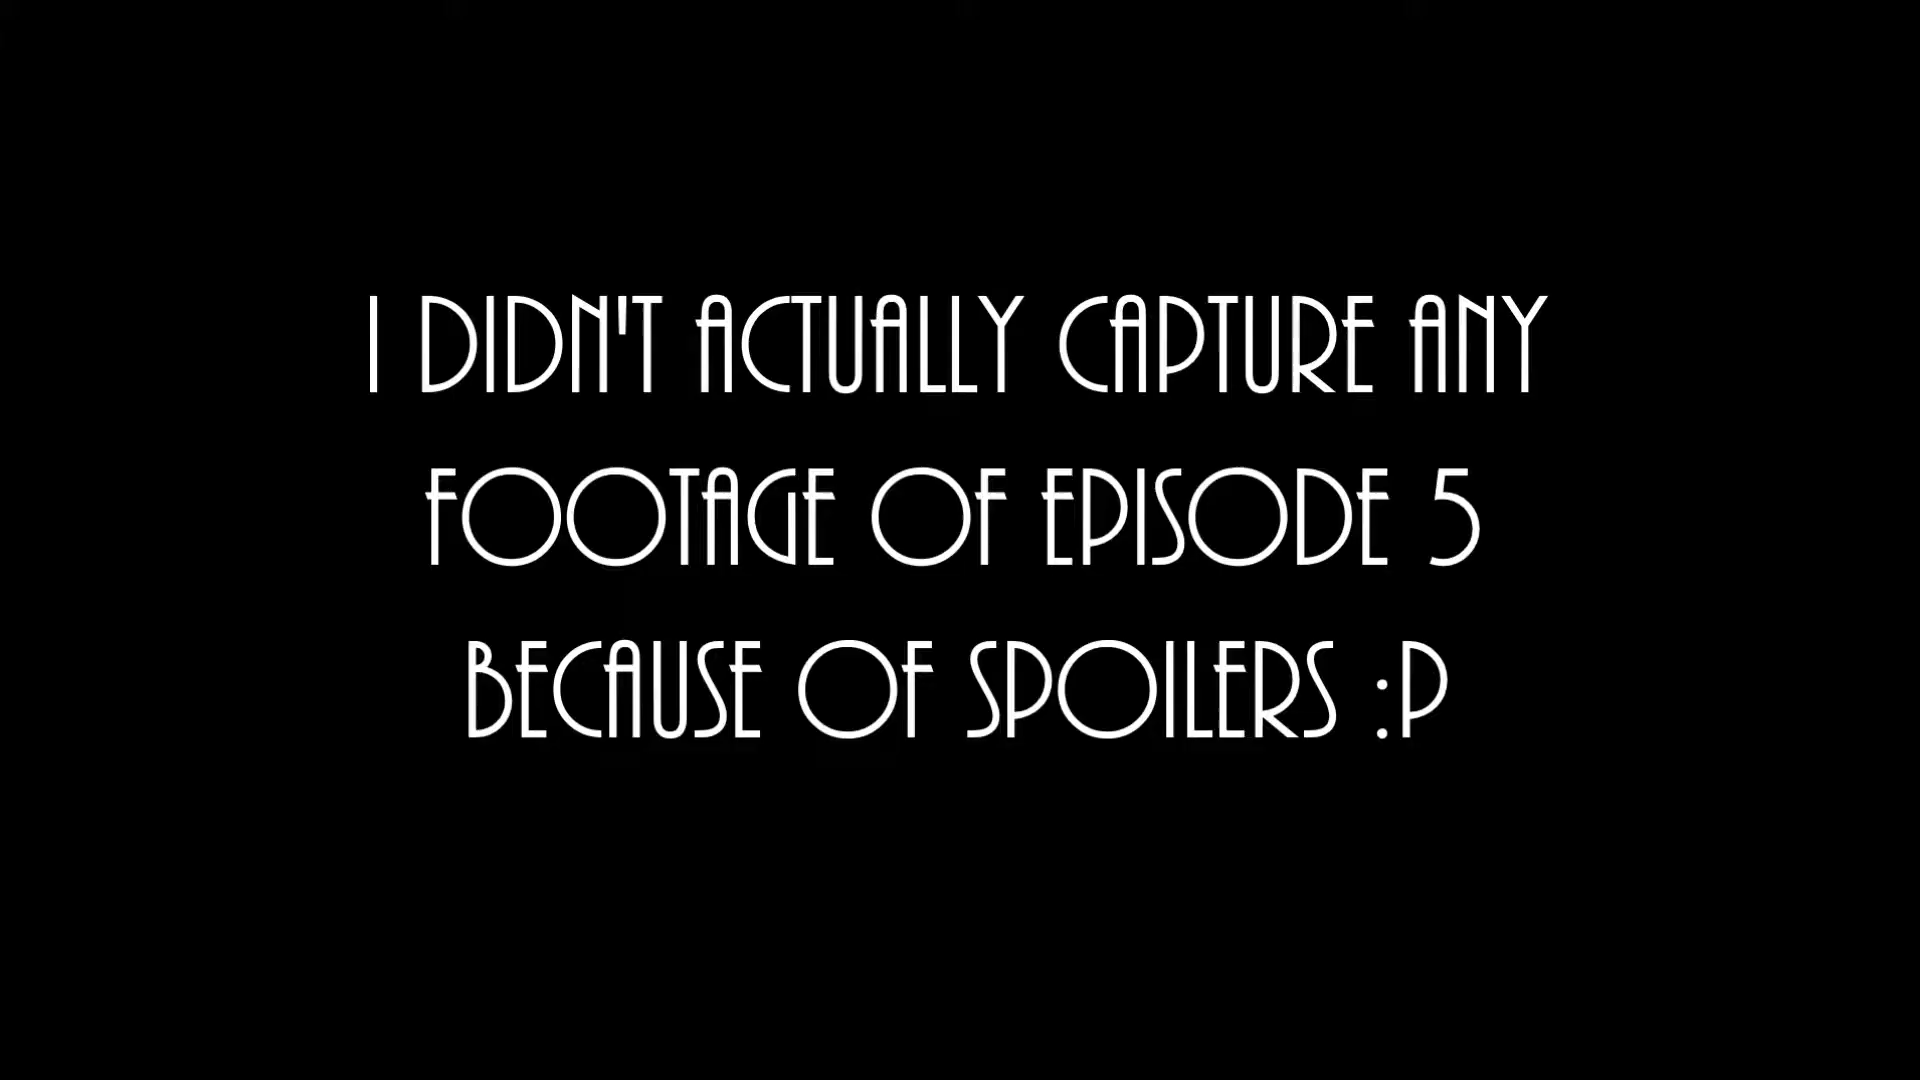 I DIDN'T ACTUALLY CAPTURE ANY
FOOTAGE OF EPISODE 5
BECAUSE OF SPOILERS :P